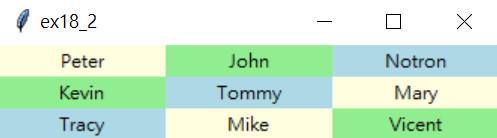 ex18_2
Peter John Notron
Kevin Tommy Mary
Tracy Mike Vicent